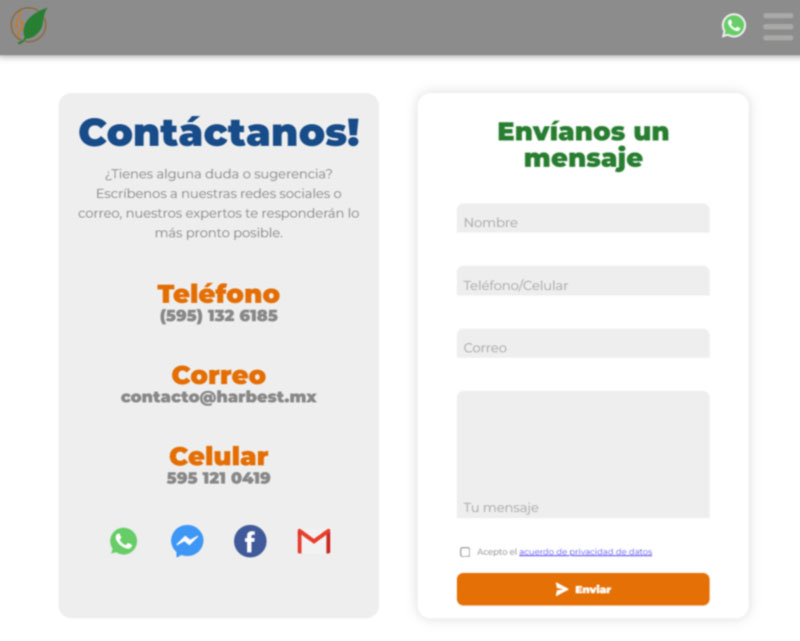 Contáctanos!
¿Tienes alguna duda o sugerencia?
Escríbenos a nuestras redes sociales o
correo, nuestros expertos te responderán lo
más pronto posible.
Teléfono
(595) 132 6185
Correo
contacto@harbest.mx
Celular
595 121 0419
Envíanos un
mensaje
Nombre
Teléfono/Celular
Correo
Tu mensaje
Acepto el acuerdo de privacidad de datos
Enviar